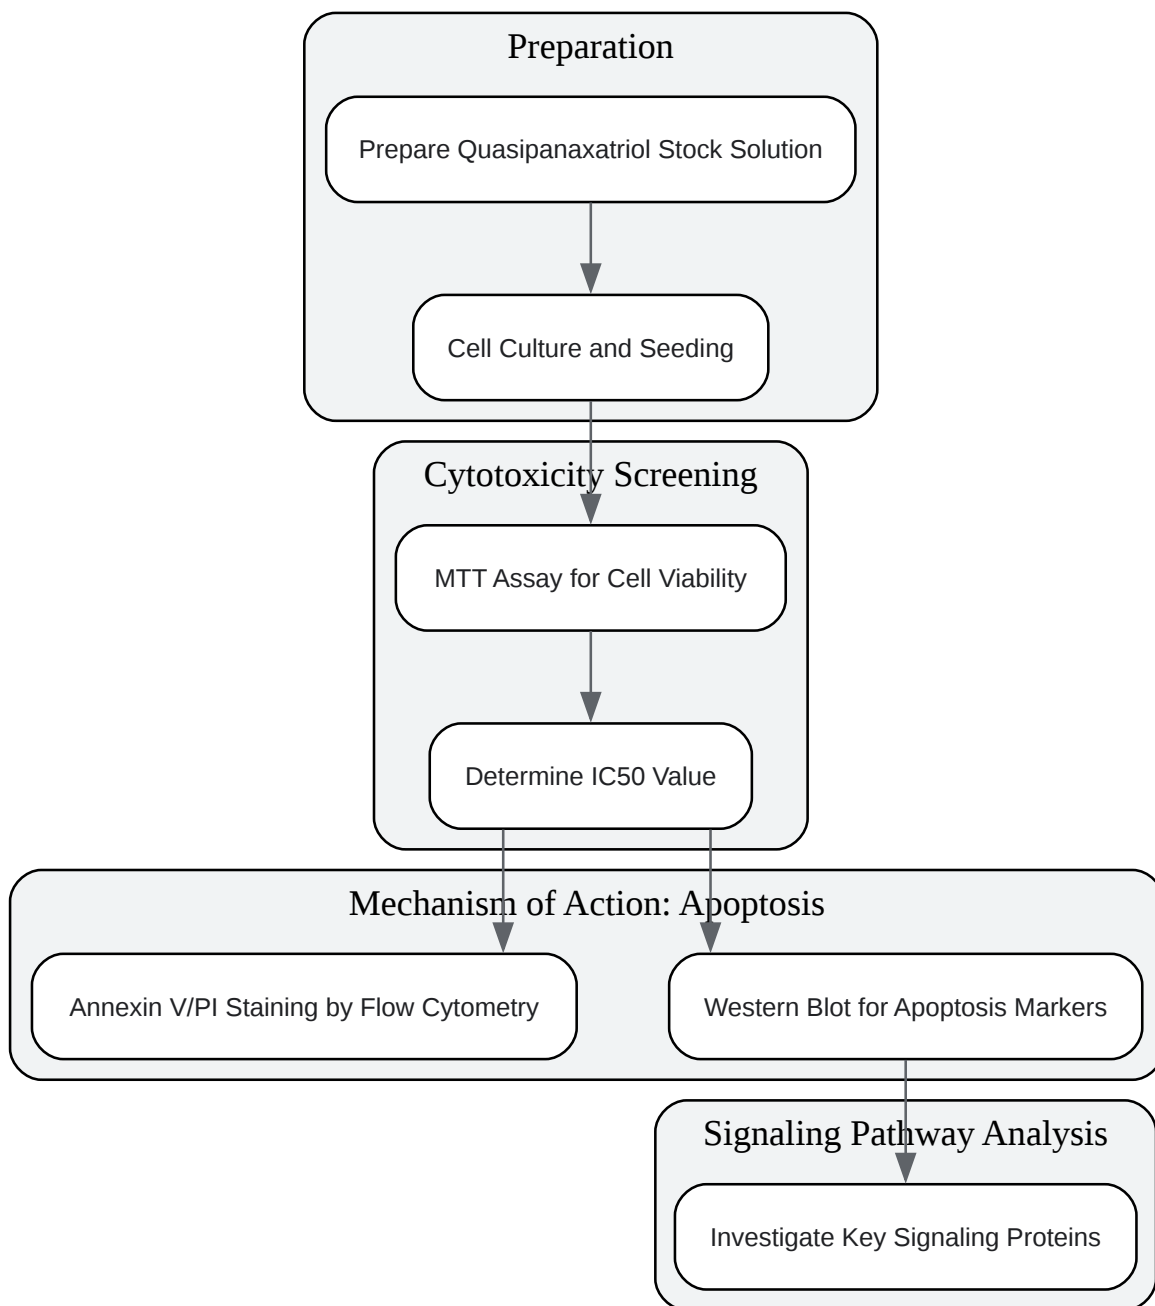 Preparation
Prepare Quasipanaxatriol Stock Solution
Cell Culture and Seeding
Cytotoxicity Screening
MTT Assay for Cell Viability
Determine IC50 Value
Mechanism of Action: Apoptosis
Annexin V/PI Staining by Flow Cytometry
Western Blot for Apoptosis Markers
Signaling Pathway Analysis
Investigate Key Signaling Proteins